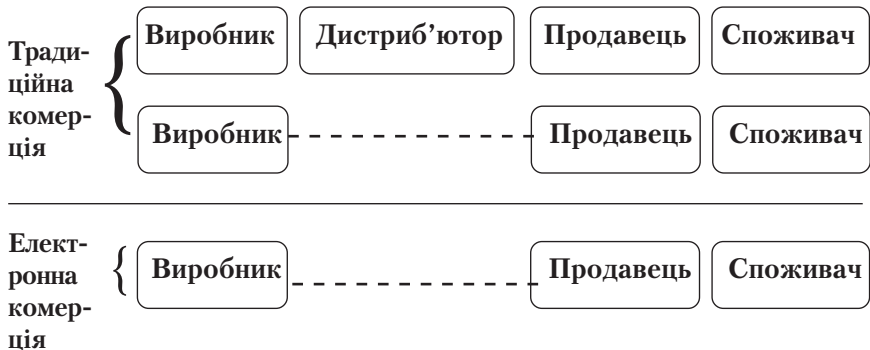 Тради-
ційна
комер-
ція
Виробник Дистриб’ютор Продавець Споживач
Виробник Продавець Споживач
Елект-
ронна
комер-
ція
Виробник Продавець Споживач